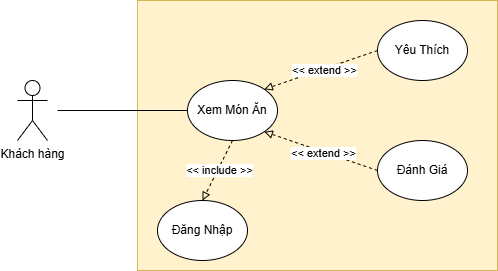 Yêu Thích
<< extend >>
Xem Món Ăn
Khách hàng
<< extend >>
Đánh Giá
<< include >>
Đăng Nhập